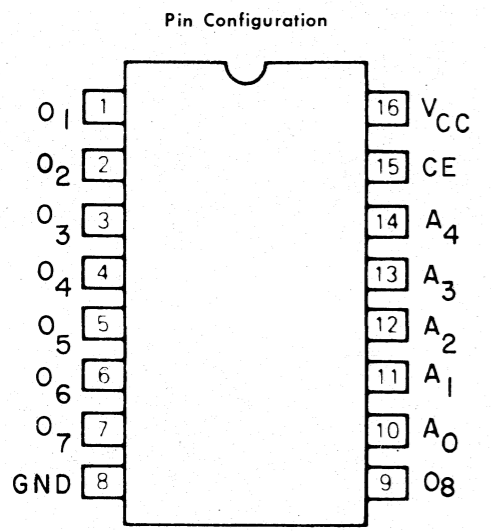 Pin Configuration
O1 1 16 VCC
O2 2 15 CE
O3 3 14 A4
O4 4 13 A3
O5 5 12 A2
O6 6 11 A1
O7 7 10 A0
GND 8 9 O8